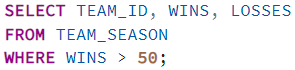 SELECT TEAM_ID, WINS, LOSSES
FROM TEAM_SEASON
WHERE WINS > 50;